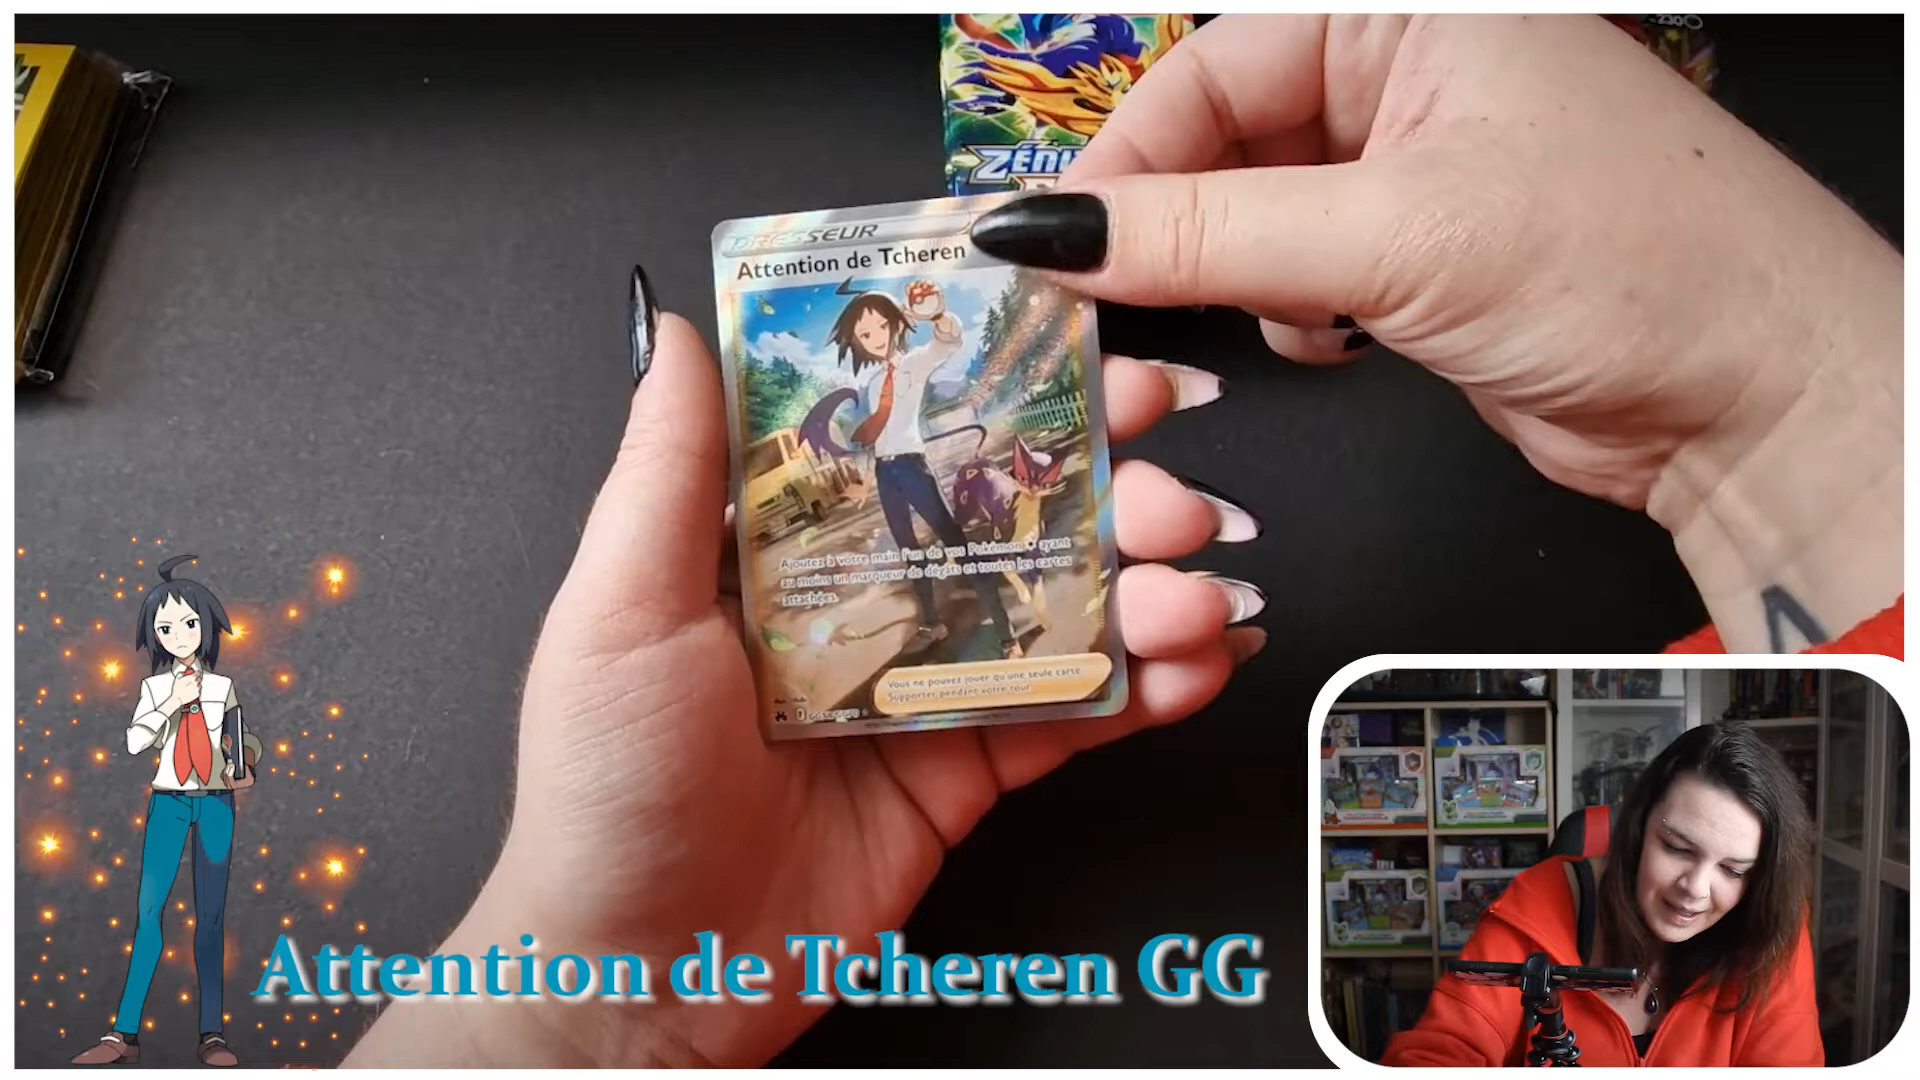 -230
ZÉNI
DRESSEUR
Attention de Tcheren
Ajoutez à votre main l'un de vos Pokémon ayant
au moins un marqueur de dégâts et toutes les cartes
attachées.
Vous ne pouvez jouer qu'une seule carte
Supporter pendant votre tour.
Attention de Tcheren GG